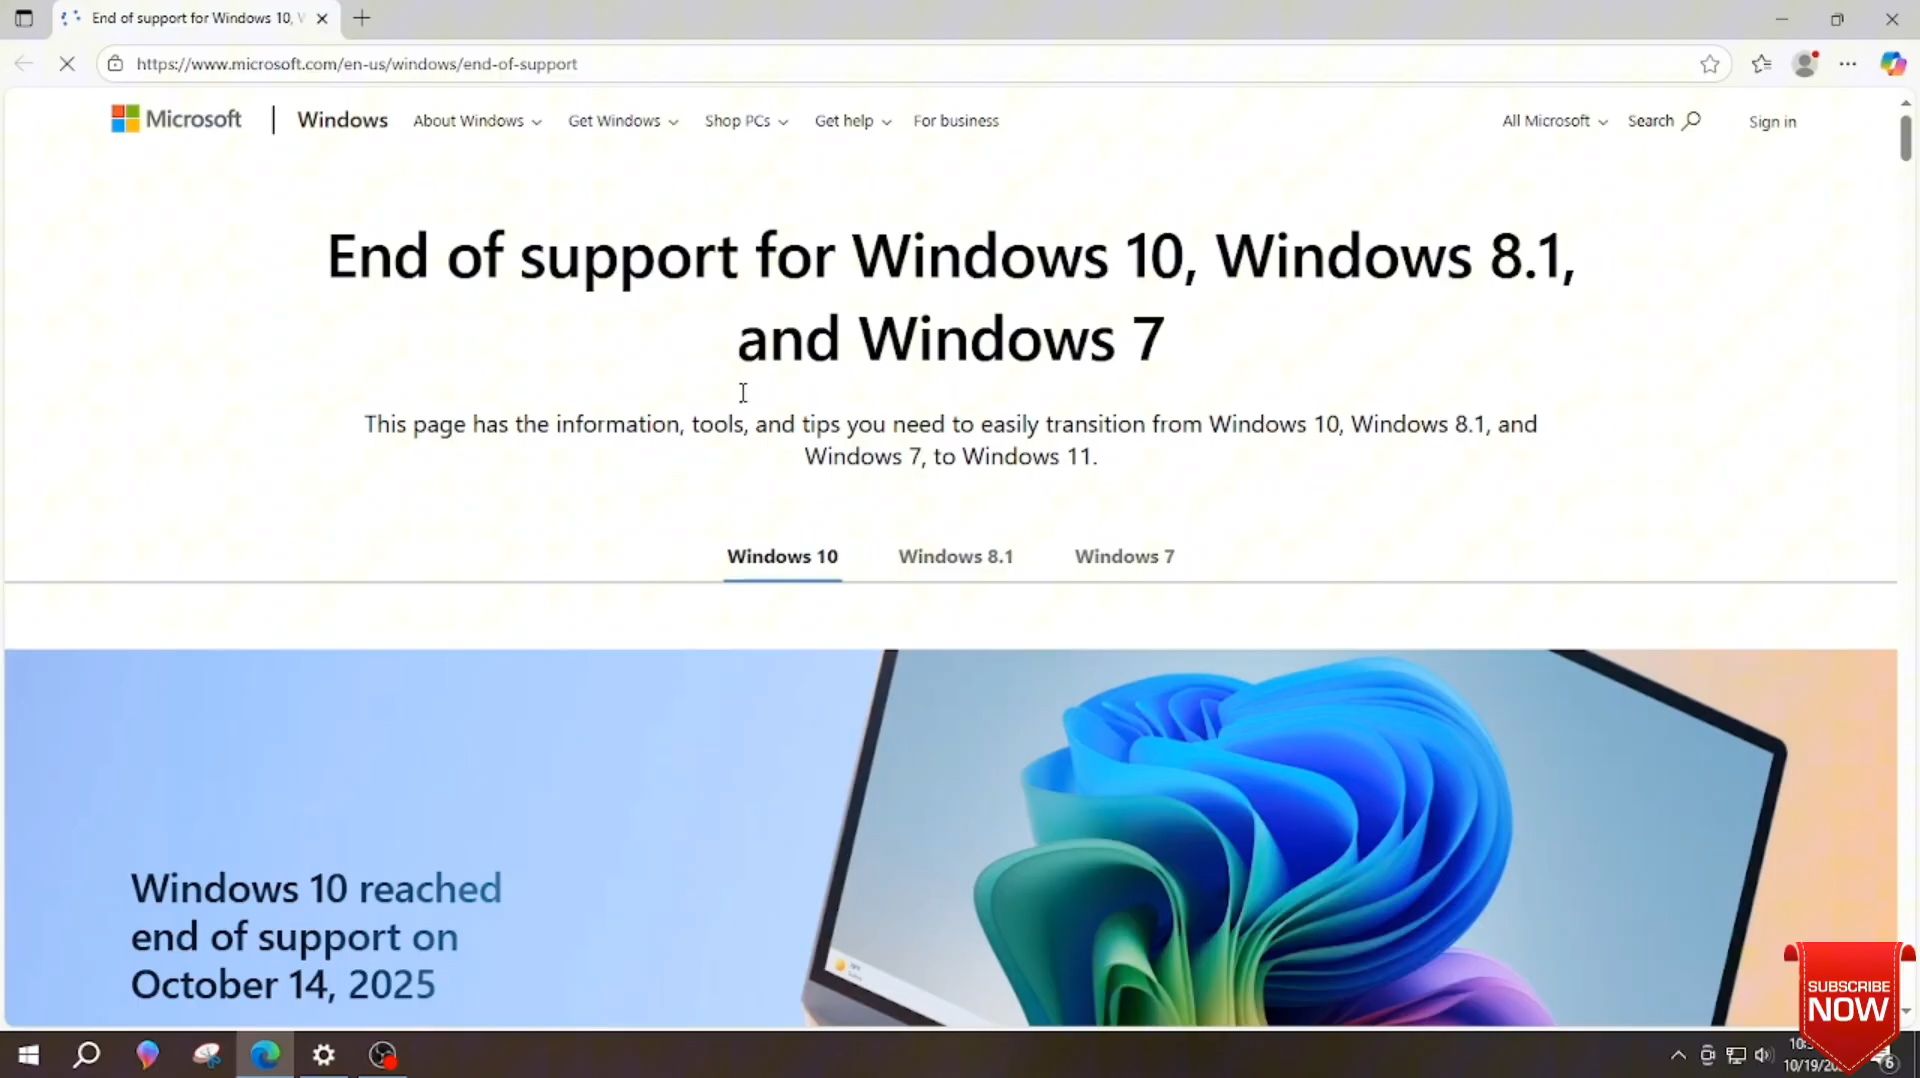 End of support for Windows 10, W
https://www.microsoft.com/en-us/windows/end-of-support
Microsoft
Windows
About Windows
Get Windows
Shop PCs
Get help
For business
All Microsoft
Search
Sign in
End of support for Windows 10, Windows 8.1,
and Windows 7
This page has the information, tools, and tips you need to easily transition from Windows 10, Windows 8.1, and
Windows 7, to Windows 11.
Windows 10
Windows 8.1
Windows 7
Windows 10 reached
end of support on
October 14, 2025
SUBSCRIBE
NOW
6